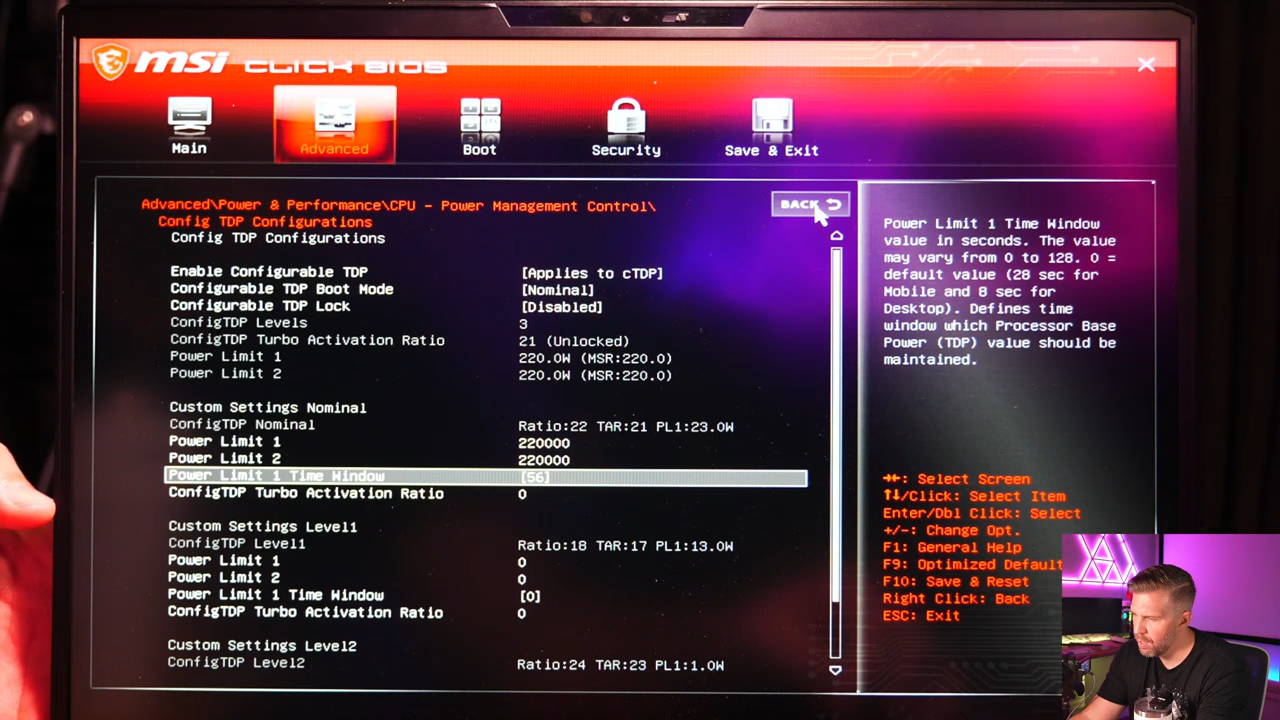 msi CLICK BIOS
Main
Advanced
Boot
Security
Save & Exit
Advanced\Power & Performance\CPU - Power Management Control\
BACK
Config TDP Configurations
Config TDP Configurations
Enable Configurable TDP [Applies to cTDP]
Configurable TDP Boot Mode [Nominal]
Configurable TDP Lock [Disabled]
ConfigTDP Levels 3
ConfigTDP Turbo Activation Ratio 21 (Unlocked)
Power Limit 1 220.0W (MSR:220.0)
Power Limit 2 220.0W (MSR:220.0)
Custom Settings Nominal
ConfigTDP Nominal Ratio:22 TAR:21 PL1:23.0W
Power Limit 1 220000
Power Limit 2 220000
Power Limit 1 Time Window [56]
ConfigTDP Turbo Activation Ratio 0
Custom Settings Level1
ConfigTDP Level1 Ratio:18 TAR:17 PL1:13.0W
Power Limit 1 0
Power Limit 2 0
Power Limit 1 Time Window [0]
ConfigTDP Turbo Activation Ratio 0
Custom Settings Level2
ConfigTDP Level2 Ratio:24 TAR:23 PL1:1.0W
Power Limit 1 Time Window
value in seconds. The value
may vary from 0 to 128. 0 =
default value (28 sec for
Mobile and 8 sec for
Desktop). Defines time
window which Processor Base
Power (TDP) value should be
maintained.
: Select Screen
↑↓/Click: Select Item
Enter/Dbl Click: Select
+/-: Change Opt.
F1: General Help
F9: Optimized Default
F10: Save & Reset
Right Click: Back
ESC: Exit